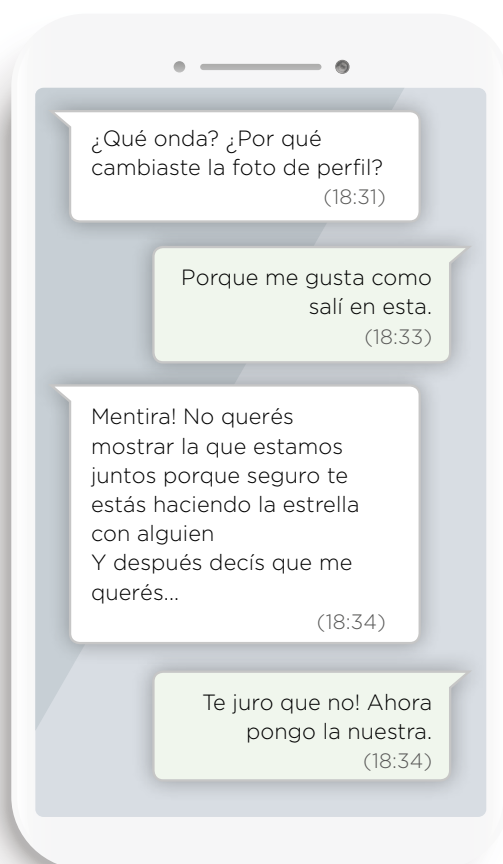 ¿Qué onda? ¿Por qué
cambiaste la foto de perfil?
(18:31)
Porque me gusta como
salí en esta.
(18:33)
Mentira! No querés
mostrar la que estamos
juntos porque seguro te
estás haciendo la estrella
con alguien
Y después decís que me
querés...
(18:34)
Te juro que no! Ahora
pongo la nuestra.
(18:34)